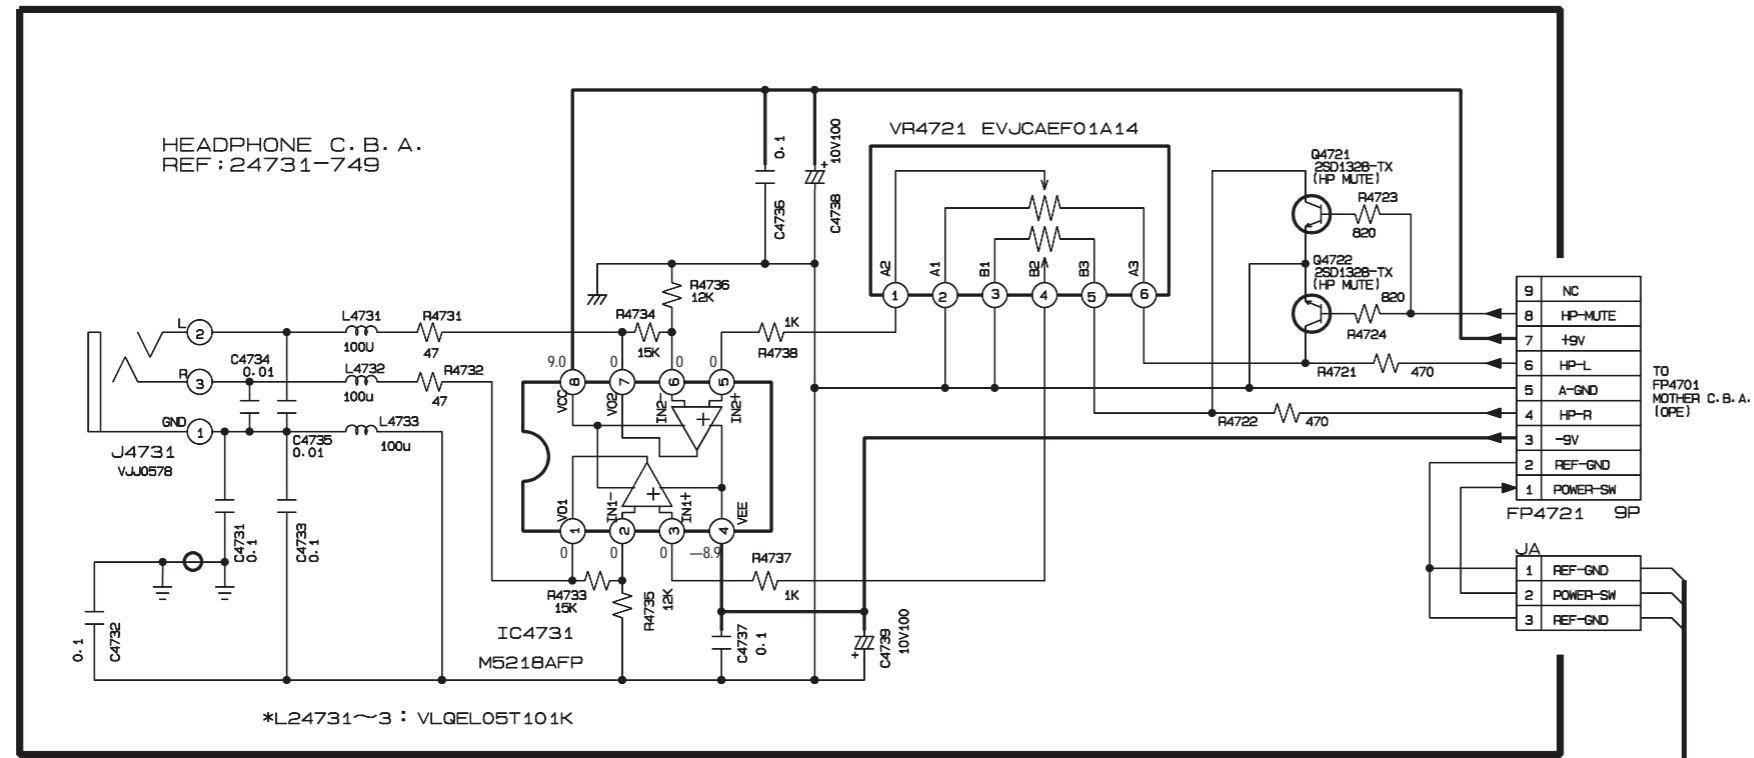 HEADPHONE C.B.A.
REF:24731-749
0.1
C4736
10V100
+
C4738
VR4721 EVJCAEF01A14
A2
A1
B1
B2
B3
A3
1
2
3
4
5
6
Q4721
2SD1328-TX
(HP MUTE)
R4723
820
Q4722
2SD1328-TX
(HP MUTE)
820
R4724
R4721
470
R4722
470
9 NC
8 HP-MUTE
7 +9V
6 HP-L
5 A-GND
4 HP-R
3 -9V
2 REF-GND
1 POWER-SW
FP4721 9P
TO
FP4701
MOTHER C.B.A.
(OPE)
JA
1 REF-GND
2 POWER-SW
3 REF-GND
L
2
R
3
GND
1
J4731
VJJ0578
C4734
0.01
C4735
0.01
L4731
100U
L4732
100u
L4733
100u
R4731
47
R4732
47
R4734
15K
R4736
12K
1K
R4738
9.0
0
0
0
8
7
6
5
VCC
VO2
IN2-
IN2+
+
+
VO1
IN1-
IN1+
VEE
1
2
3
4
0
0
0
-8.9
R4733
15K
R4735
12K
R4737
1K
IC4731
M5218AFP
C4737
0.1
+
C4739
10V100
C4731
0.1
C4733
0.1
0.1
C4732
*L24731~3 : VLQEL05T101K